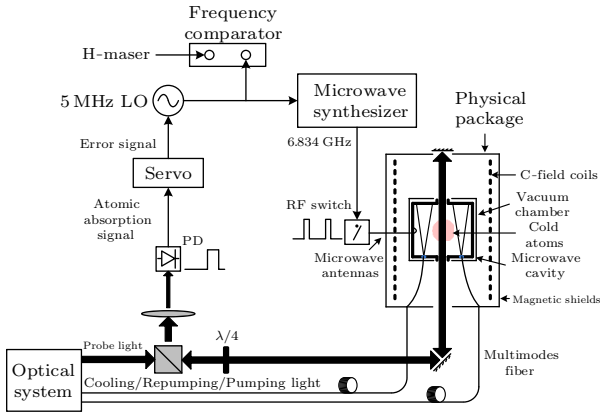 Frequency
comparator
H-maser
5 MHz LO
Microwave
synthesizer
Physical
package
Error signal
6.834 GHz
Servo
C-field coils
Atomic
absorption
signal
RF switch
Vacuum
chamber
Cold
atoms
PD
Microwave
antennas
Microwave
cavity
Magnetic shields
λ/4
Probe light
Multimodes
fiber
Optical
system
Cooling/Repumping/Pumping light